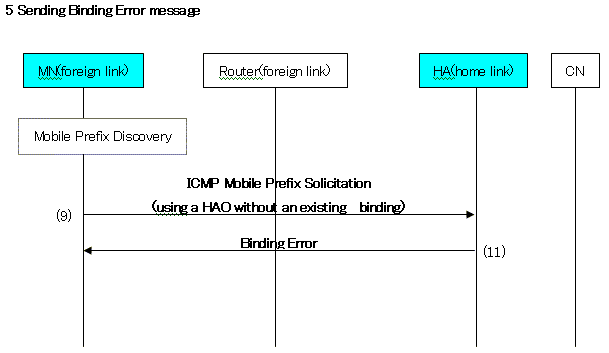 5 Sending Binding Error message
MN(foreign link)
Router(foreign link)
HA(home link)
CN
Mobile Prefix Discovery
ICMP Mobile Prefix Solicitation
(using a HAO without an existing binding)
(9)
Binding Error
(11)